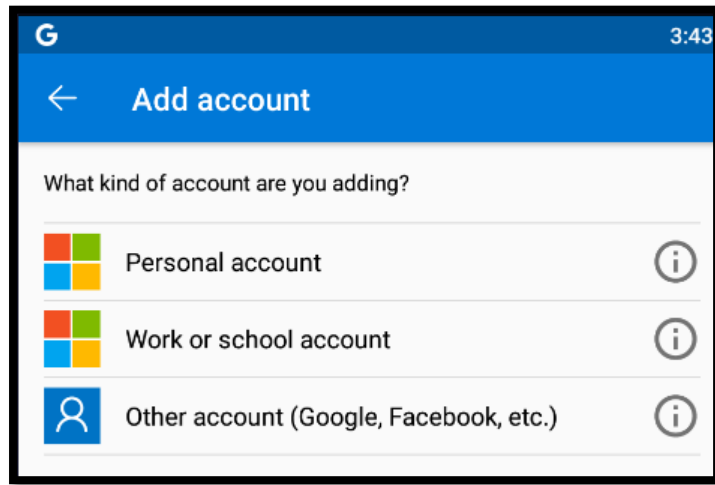 G 3:43
Add account
What kind of account are you adding?
Personal account
Work or school account
Other account (Google, Facebook, etc.)